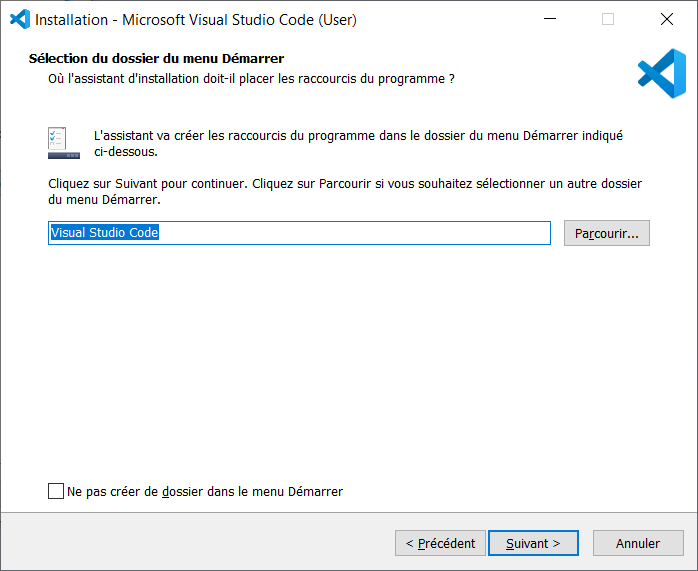 Installation - Microsoft Visual Studio Code (User)
Sélection du dossier du menu Démarrer
Où l'assistant d'installation doit-il placer les raccourcis du programme ?
L'assistant va créer les raccourcis du programme dans le dossier du menu Démarrer indiqué
ci-dessous.
Cliquez sur Suivant pour continuer. Cliquez sur Parcourir si vous souhaitez sélectionner un autre dossier
du menu Démarrer.
Visual Studio Code
Parcourir...
Ne pas créer de dossier dans le menu Démarrer
< Précédent
Suivant >
Annuler